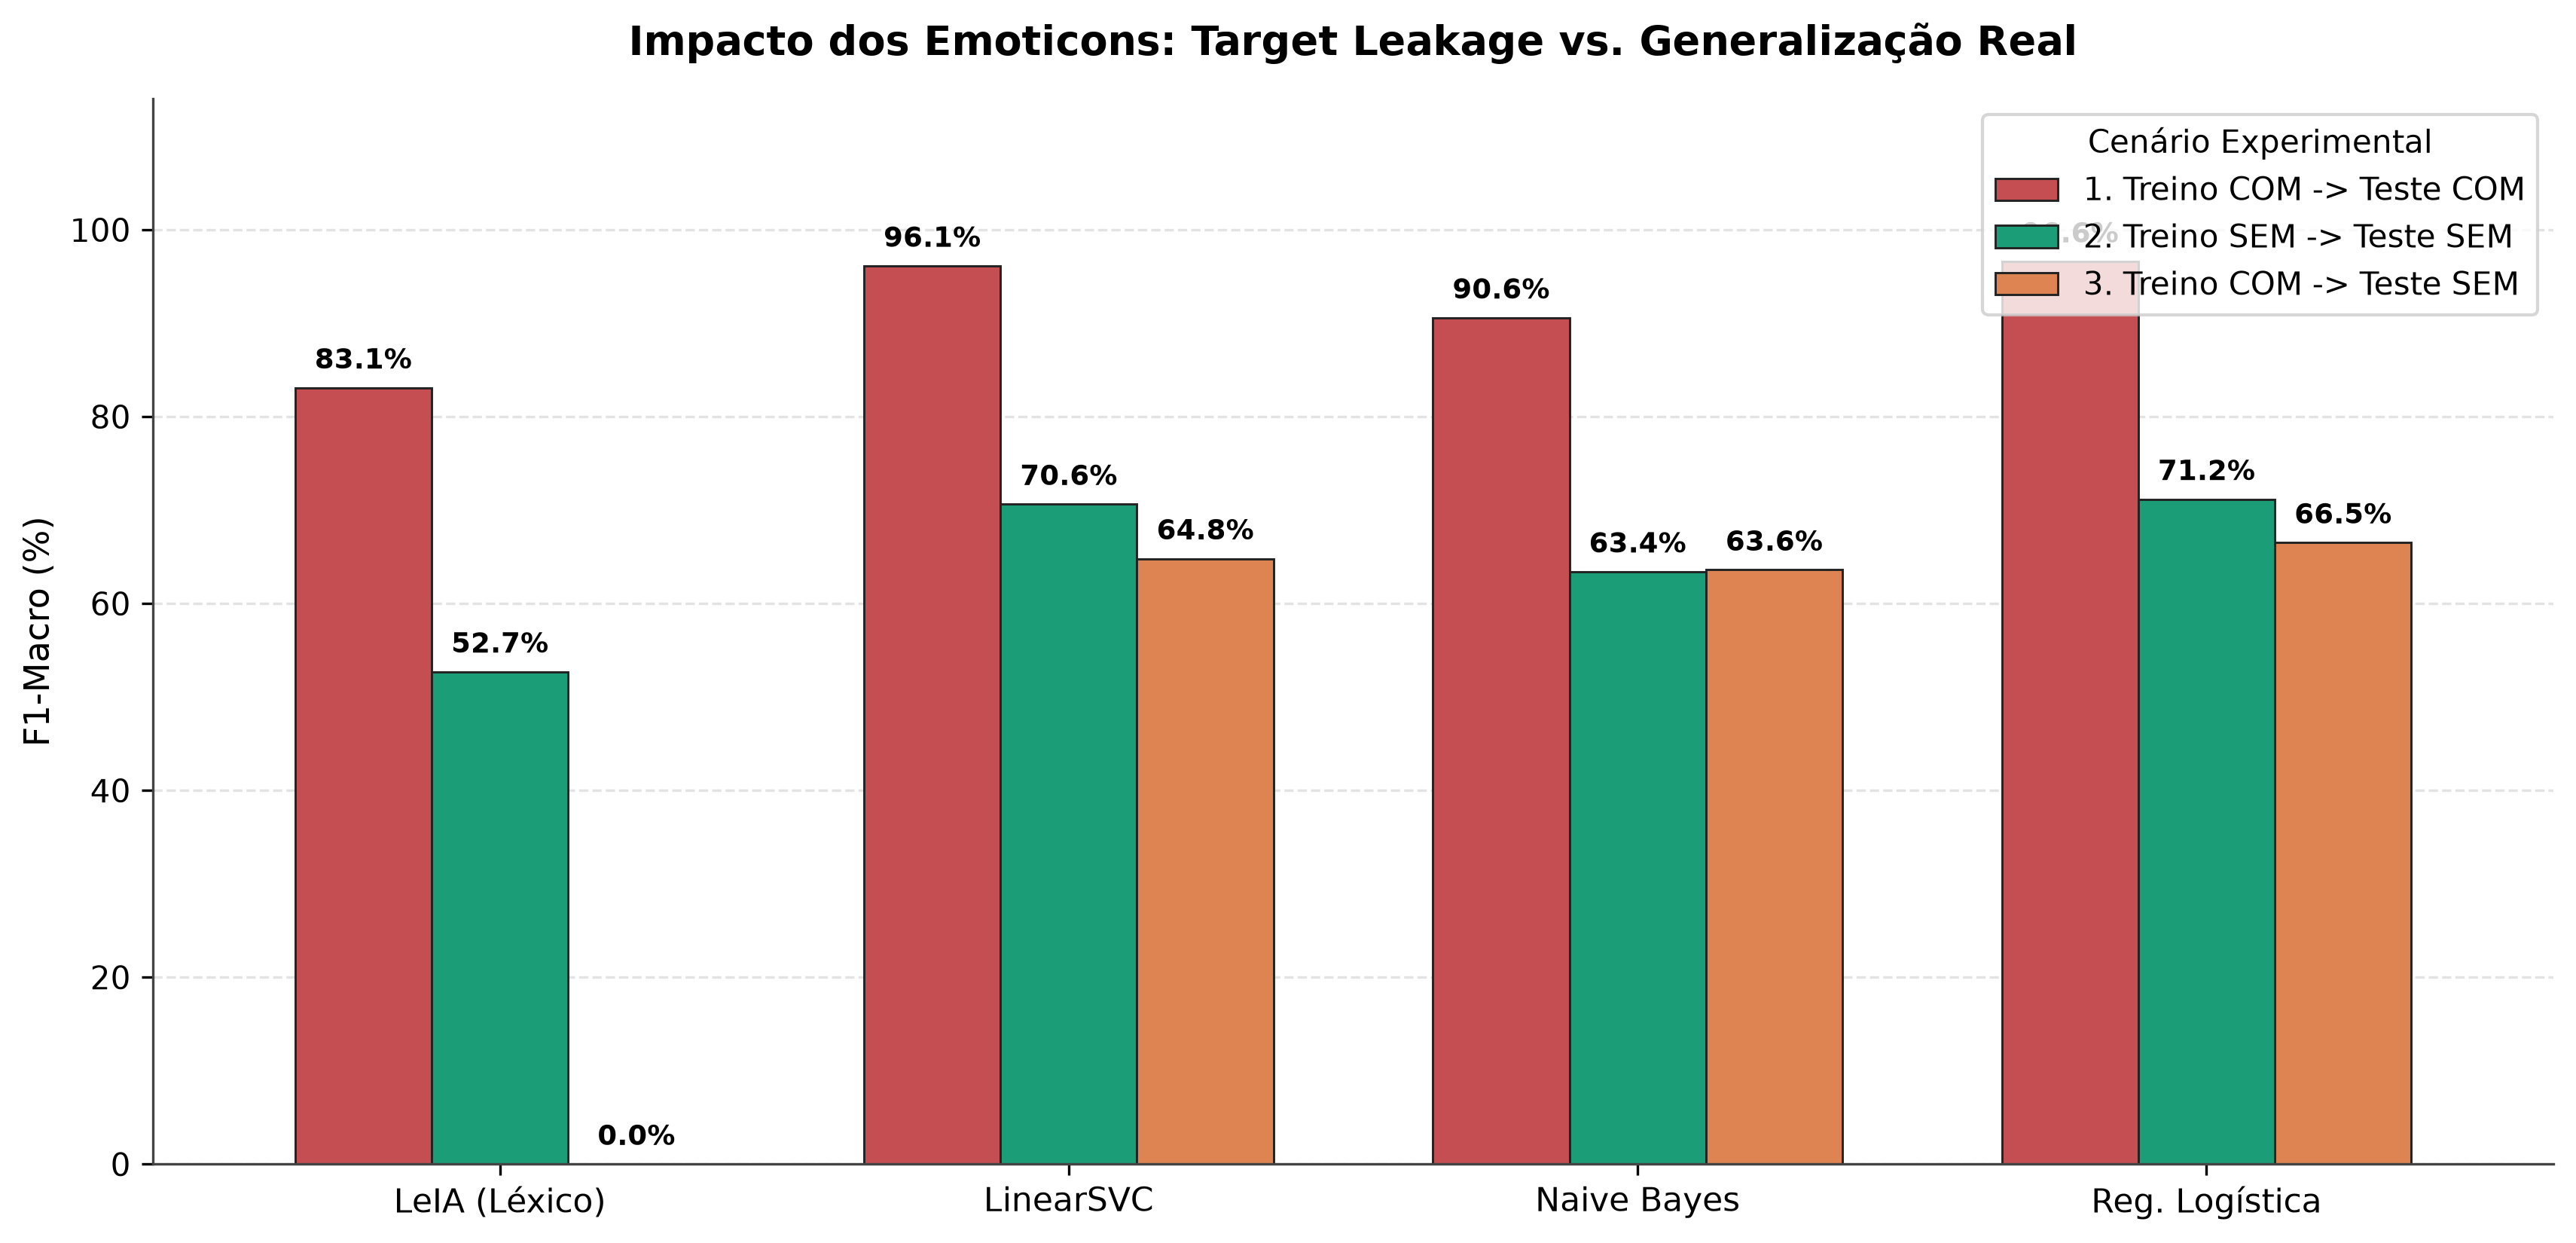 Impacto dos Emoticons: Target Leakage vs. Generalização Real
Cenário Experimental
1. Treino COM -> Teste COM
2. Treino SEM -> Teste SEM
3. Treino COM -> Teste SEM
F1-Macro (%)
100
80
60
40
20
0
83.1%
52.7%
0.0%
96.1%
70.6%
64.8%
90.6%
63.4%
63.6%
71.2%
66.5%
LeIA (Léxico)
LinearSVC
Naive Bayes
Reg. Logística